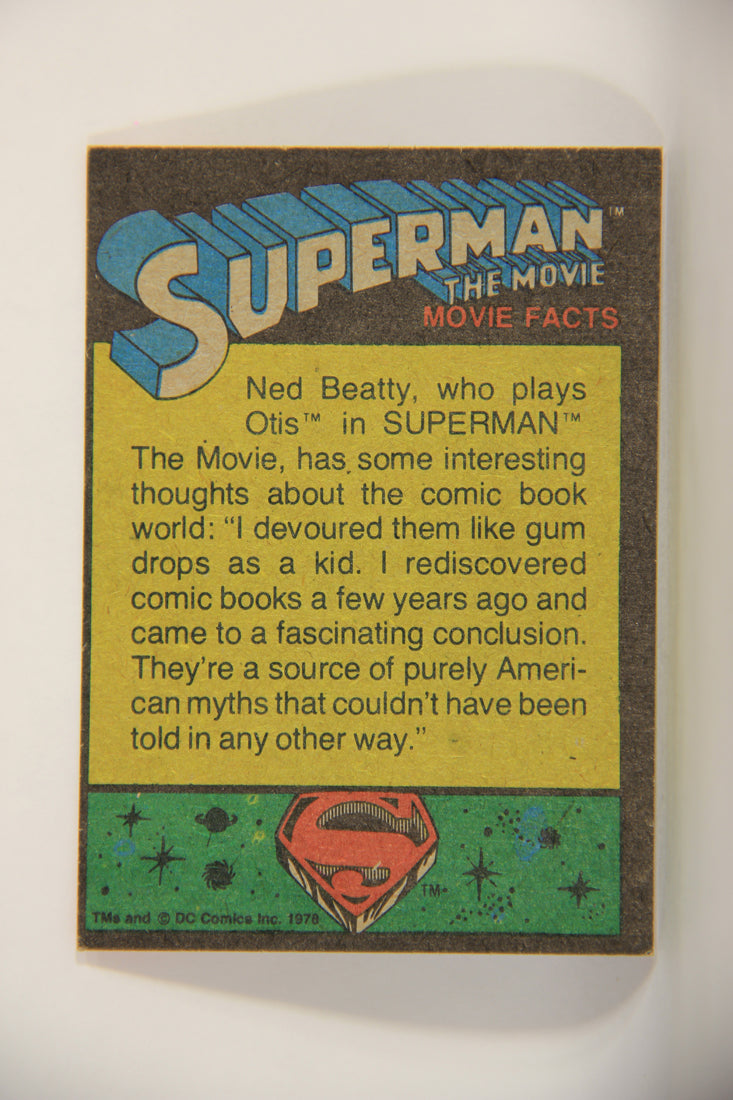 SUPERMAN™
THE MOVIE
MOVIE FACTS
Ned Beatty, who plays
Otis™ in SUPERMAN™
The Movie, has some interesting
thoughts about the comic book
world: “I devoured them like gum
drops as a kid. I rediscovered
comic books a few years ago and
came to a fascinating conclusion.
They’re a source of purely Ameri-
can myths that couldn’t have been
told in any other way.”
S
TM
TMs and © DC Comics Inc. 1978